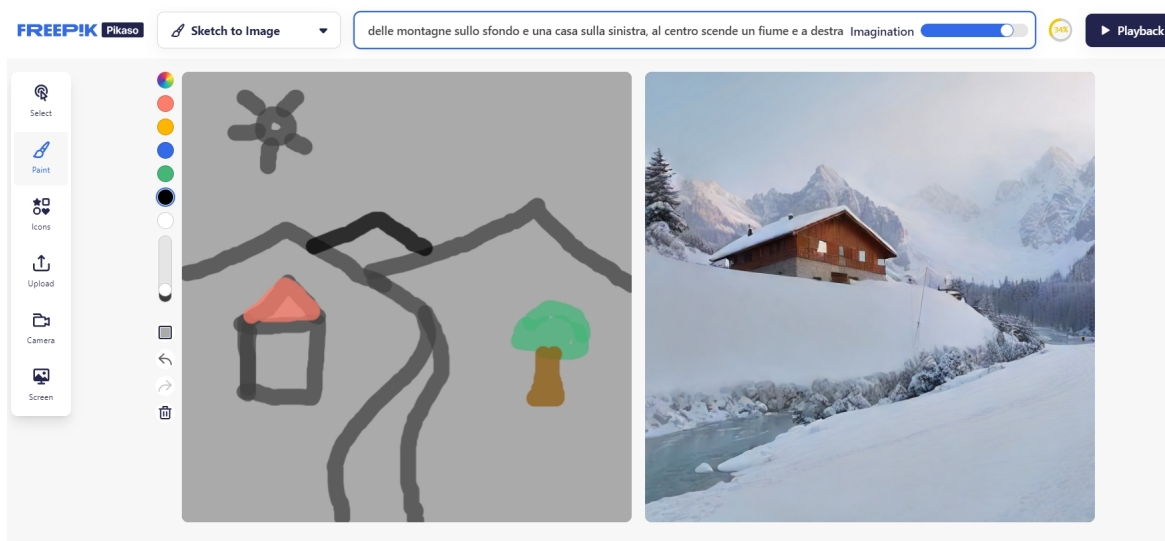 FREEPIK Pikaso
Sketch to Image
delle montagne sullo sfondo e una casa sulla sinistra, al centro scende un fiume e a destra
Imagination
34%
Playback
Select
Paint
Icons
Upload
Camera
Screen